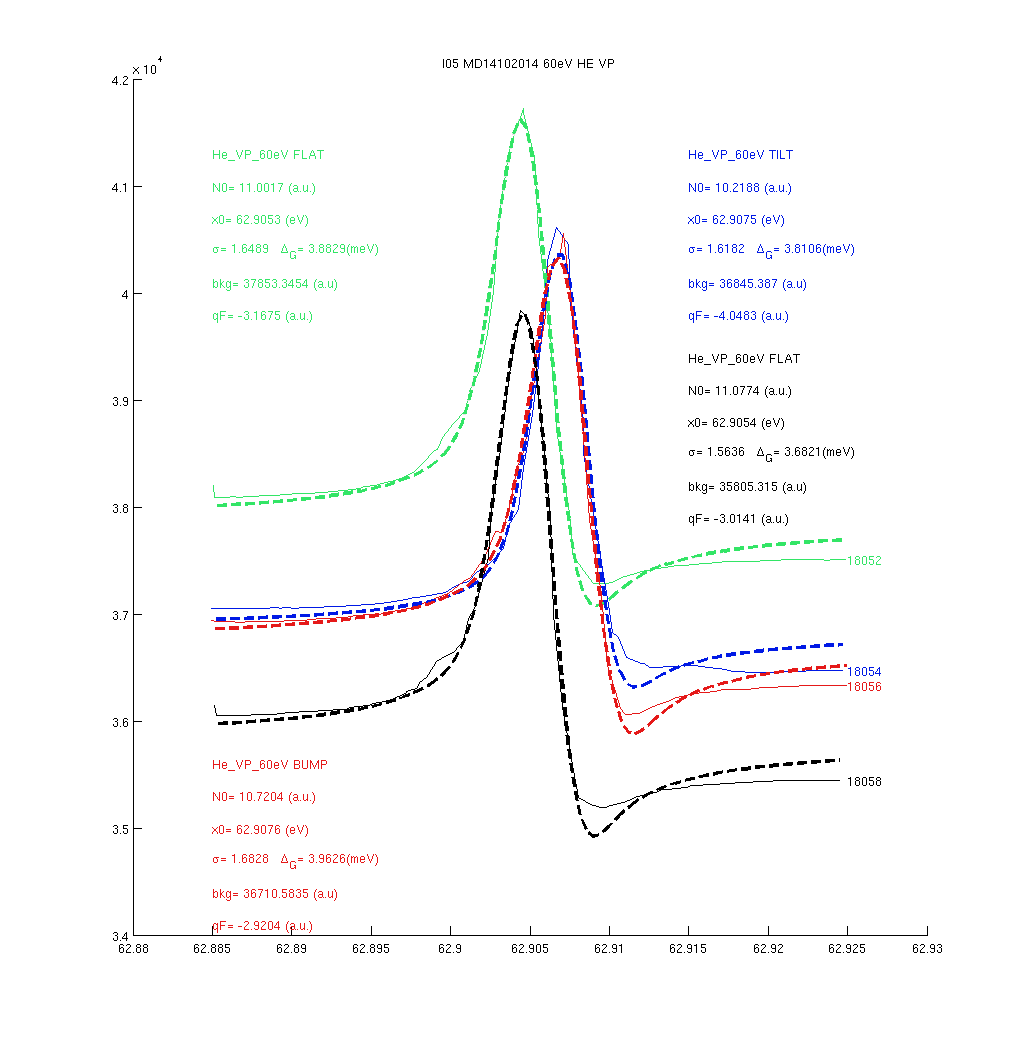 I05 MD14102014 60eV HE VP
×10⁴
4.2
4.1
4
3.9
3.8
3.7
3.6
3.5
3.4
He_VP_60eV FLAT
N0= 11.0017 (a.u.)
x0= 62.9053 (eV)
σ= 1.6489 Δ_G= 3.8829(meV)
bkg= 37853.3454 (a.u)
qF= -3.1675 (a.u.)
He_VP_60eV TILT
N0= 10.2188 (a.u.)
x0= 62.9075 (eV)
σ= 1.6182 Δ_G= 3.8106(meV)
bkg= 36845.387 (a.u)
qF= -4.0483 (a.u.)
He_VP_60eV FLAT
N0= 11.0774 (a.u.)
x0= 62.9054 (eV)
σ= 1.5636 Δ_G= 3.6821(meV)
bkg= 35805.315 (a.u)
qF= -3.0141 (a.u.)
18052
18054
18056
18058
He_VP_60eV BUMP
N0= 10.7204 (a.u.)
x0= 62.9076 (eV)
σ= 1.6828 Δ_G= 3.9626(meV)
bkg= 36710.5835 (a.u)
qF= -2.9204 (a.u.)
62.88 62.885 62.89 62.895 62.9 62.905 62.91 62.915 62.92 62.925 62.93